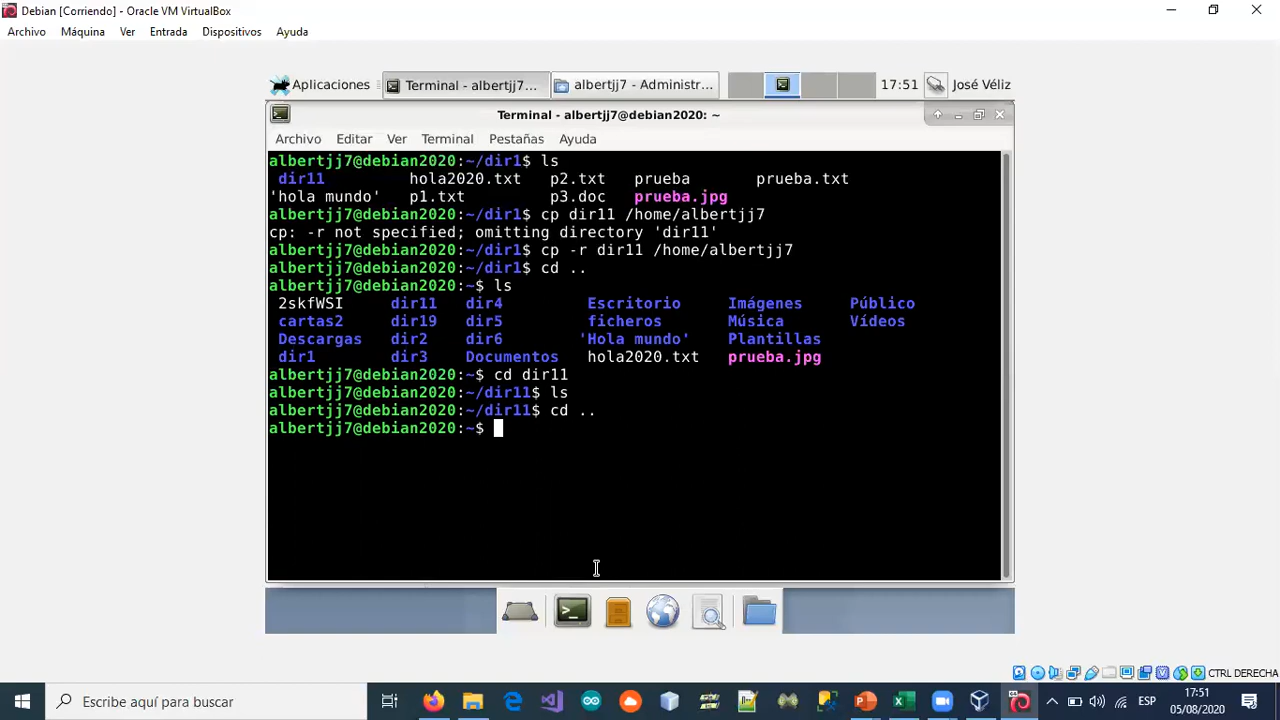 Debian [Corriendo] - Oracle VM VirtualBox
Archivo Máquina Ver Entrada Dispositivos Ayuda
Aplicaciones Terminal - albertjj7... albertjj7 - Administr... 17:51 José Véliz
Terminal - albertjj7@debian2020: ~
Archivo Editar Ver Terminal Pestañas Ayuda
albertjj7@debian2020:~/dir1$ ls
dir11 hola2020.txt p2.txt prueba prueba.txt
'hola mundo' p1.txt p3.doc prueba.jpg
albertjj7@debian2020:~/dir1$ cp dir11 /home/albertjj7
cp: -r not specified; omitting directory 'dir11'
albertjj7@debian2020:~/dir1$ cp -r dir11 /home/albertjj7
albertjj7@debian2020:~/dir1$ cd ..
albertjj7@debian2020:~$ ls
2skfWSI dir11 dir4 Escritorio Imágenes Público
cartas2 dir19 dir5 ficheros Música Vídeos
Descargas dir2 dir6 'Hola mundo' Plantillas
dir1 dir3 Documentos hola2020.txt prueba.jpg
albertjj7@debian2020:~$ cd dir11
albertjj7@debian2020:~/dir11$ ls
albertjj7@debian2020:~/dir11$ cd ..
albertjj7@debian2020:~$
CTRL DERECHA
Escribe aquí para buscar
ESP
17:51
05/08/2020